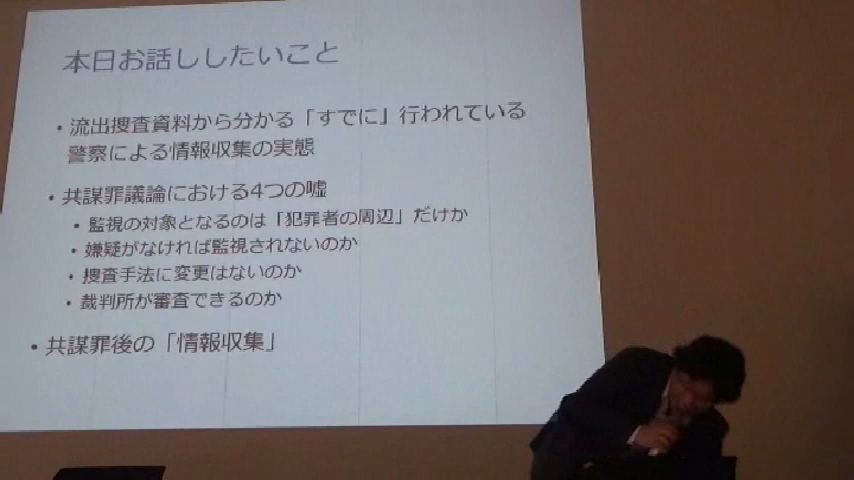 本日お話ししたいこと
・流出捜査資料から分かる「すでに」行われている
警察による情報収集の実態
・共謀罪議論における4つの嘘
・監視の対象となるのは「犯罪者の周辺」だけか
・嫌疑がなければ監視されないのか
・捜査手法に変更はないのか
・裁判所が審査できるのか
・共謀罪後の「情報収集」